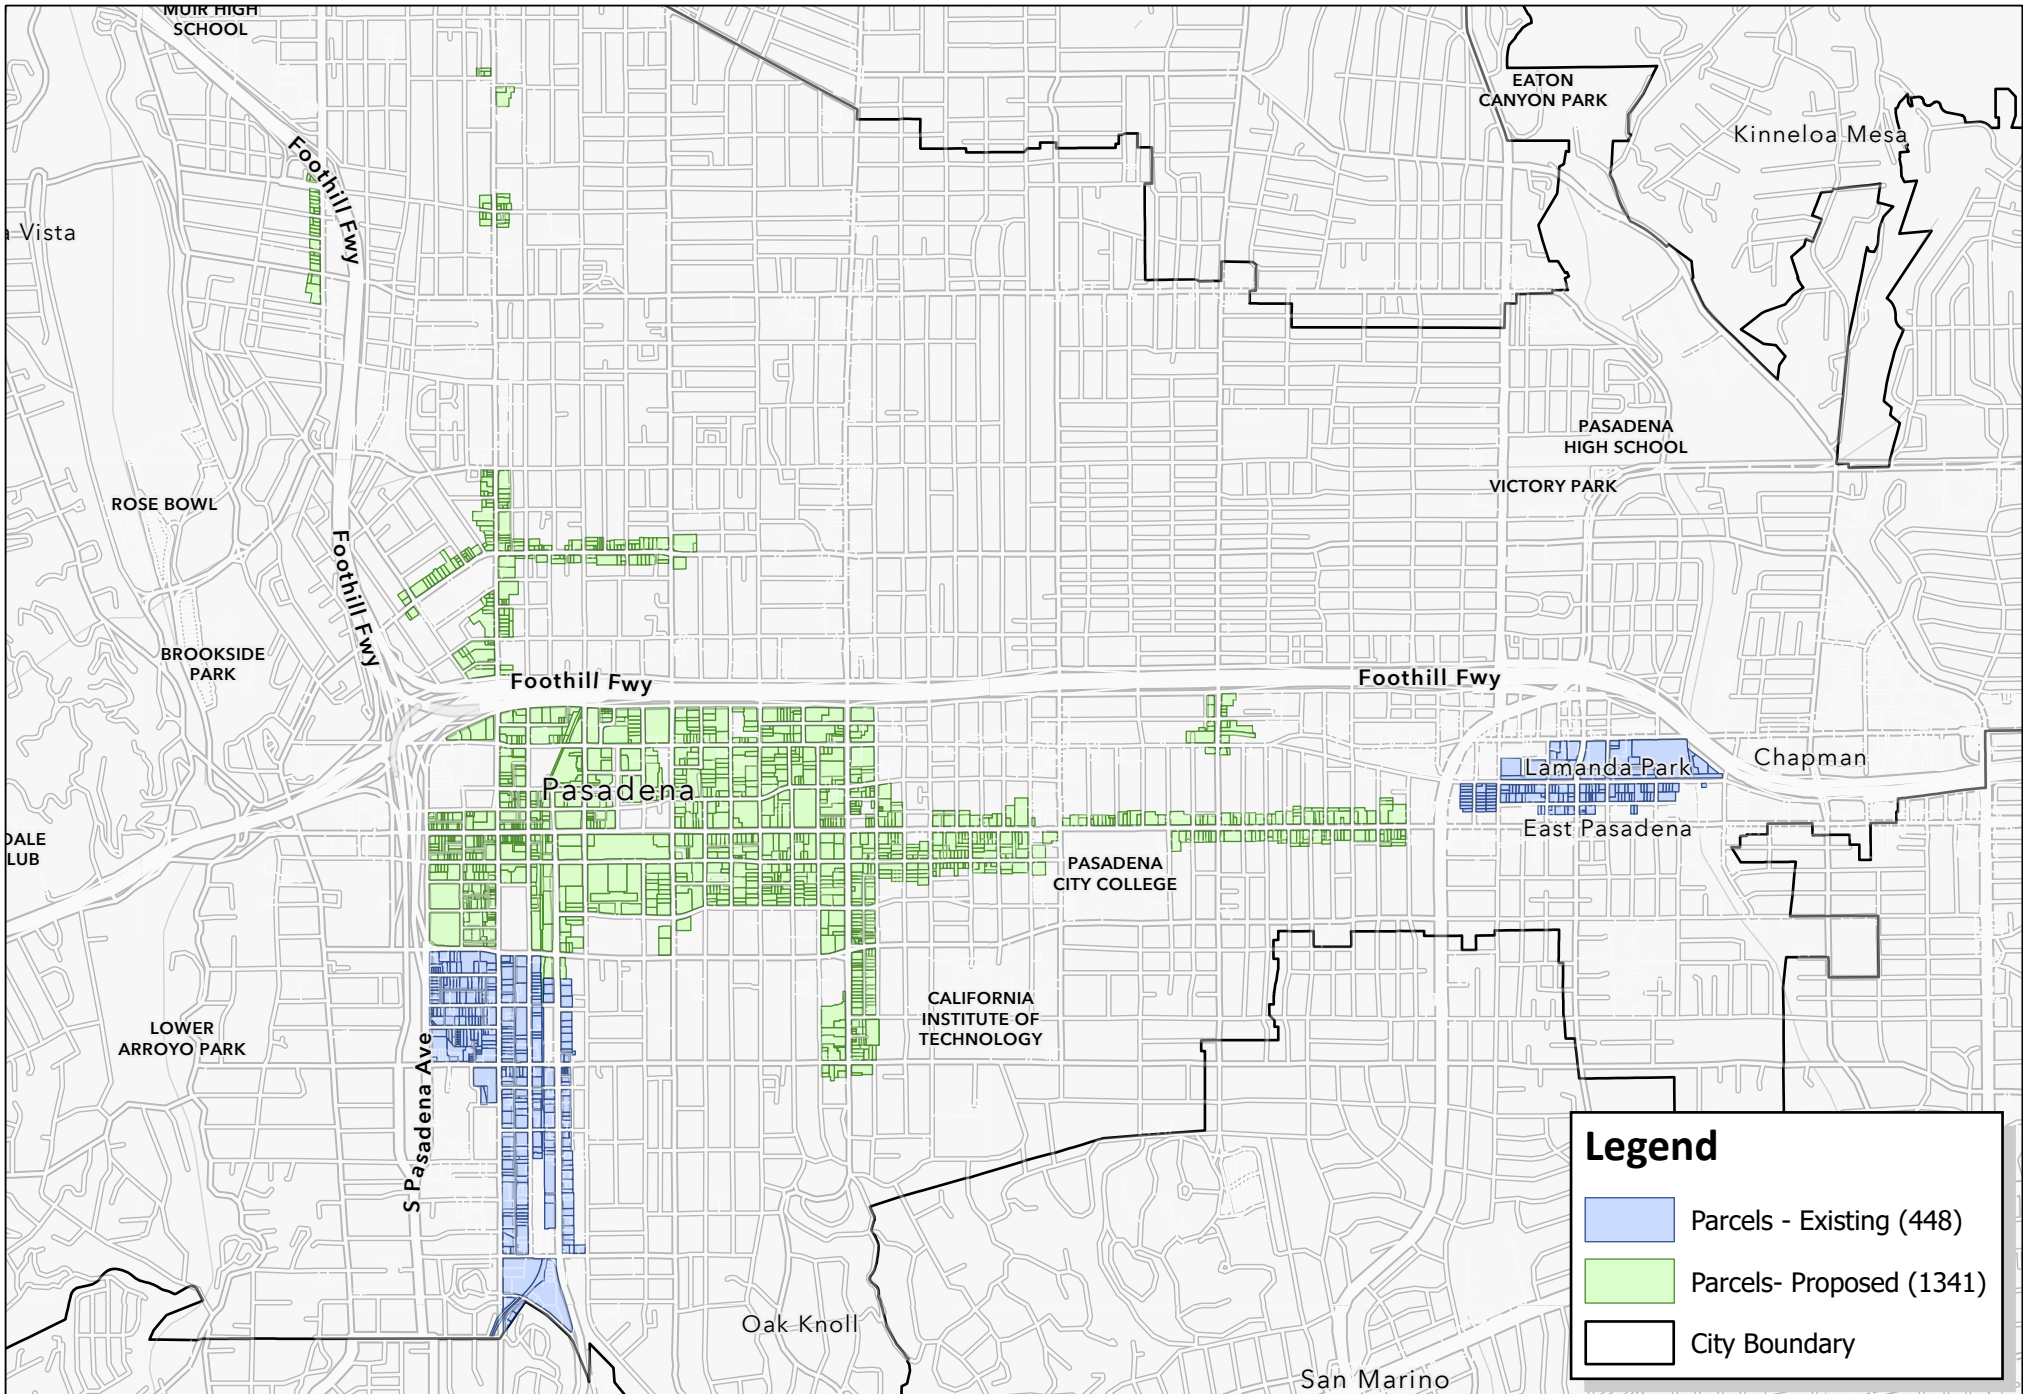 MUIR HIGH
SCHOOL
EATON
CANYON PARK
Kinneloa Mesa
Foothill Fwy
a Vista
PASADENA
HIGH SCHOOL
VICTORY PARK
ROSE BOWL
Foothill Fwy
BROOKSIDE
PARK
Foothill Fwy
Foothill Fwy
Chapman
Lamanda Park
Pasadena
East Pasadena
DALE
LUB
PASADENA
CITY COLLEGE
CALIFORNIA
INSTITUTE OF
TECHNOLOGY
LOWER
ARROYO PARK
S Pasadena Ave
Oak Knoll
San Marino
Legend
Parcels - Existing (448)
Parcels- Proposed (1341)
City Boundary